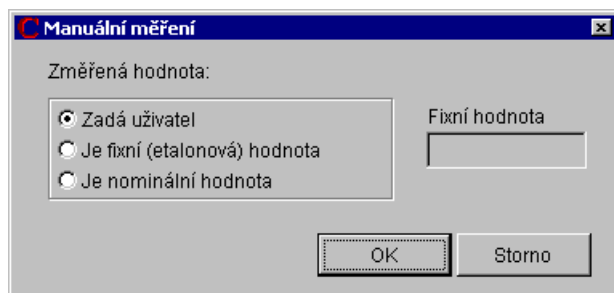 Manuální měření
Změřená hodnota:
Zadá uživatel
Je fixní (etalonová) hodnota
Je nominální hodnota
Fixní hodnota
OK
Storno